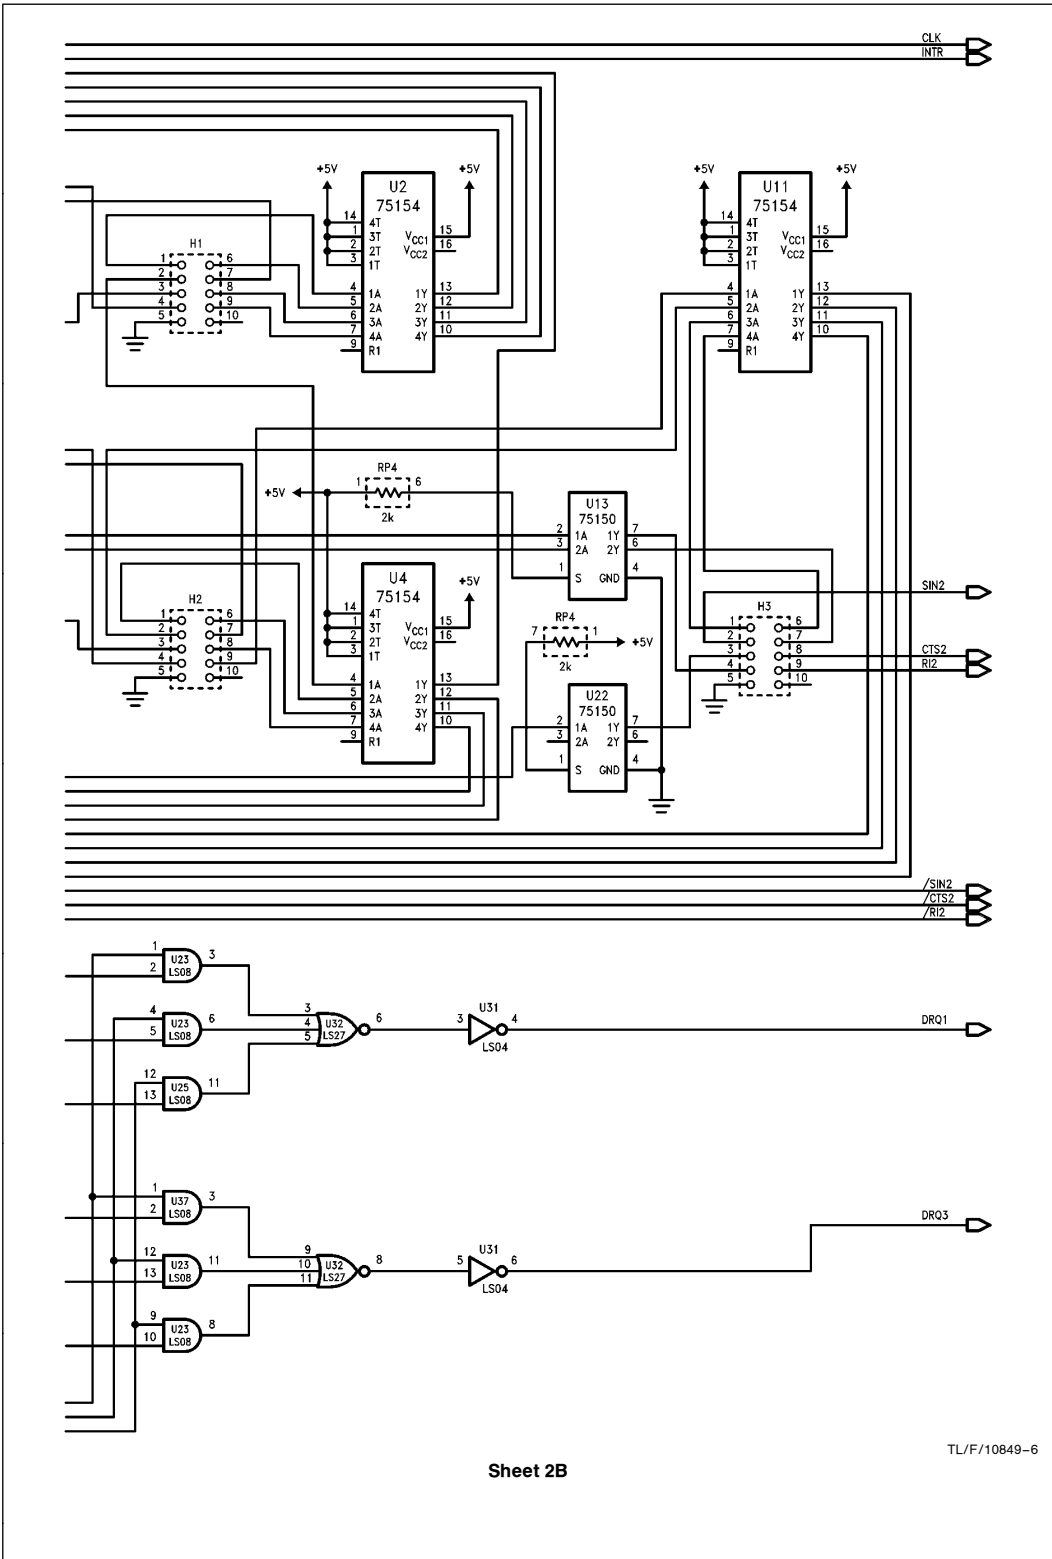 CLK
INTR
+5V +5V +5V +5V
U2 U11
75154 75154
14 4T 14 4T
1 3T VCC1 15 1 3T VCC1 15
2 2T VCC2 16 2 2T VCC2 16
3 1T 3 1T
H1
1 6
2 7
3 8
4 9
5 10
4 1A 1Y 13 4 1A 1Y 13
5 2A 2Y 12 5 2A 2Y 12
6 3A 3Y 11 6 3A 3Y 11
7 4A 4Y 10 7 4A 4Y 10
9 R1 9 R1
RP4
+5V 1 6
2k
U13
75150
2 1A 1Y 7
3 2A 2Y 6
1 S GND 4
U4
75154
+5V
14 4T
1 3T VCC1 15
2 2T VCC2 16
3 1T
4 1A 1Y 13
5 2A 2Y 12
6 3A 3Y 11
7 4A 4Y 10
9 R1
H2
1 6
2 7
3 8
4 9
5 10
RP4
7 1 +5V
2k
H3
1 6
2 7
3 8
4 9
5 10
SIN2
CTS2
RI2
U22
75150
2 1A 1Y 7
3 2A 2Y 6
1 S GND 4
/SIN2
/CTS2
/RI2
1 U23 3
2 LS08
4 U23 6
5 LS08
12 U25 11
13 LS08
3
4 U32 6
5 LS27
U31
3 4
LS04
DRQ1
1 U37 3
2 LS08
12 U23 11
13 LS08
9 U23 8
10 LS08
9
10 U32 8
11 LS27
U31
5 6
LS04
DRQ3
TL/F/10849–6
Sheet 2B